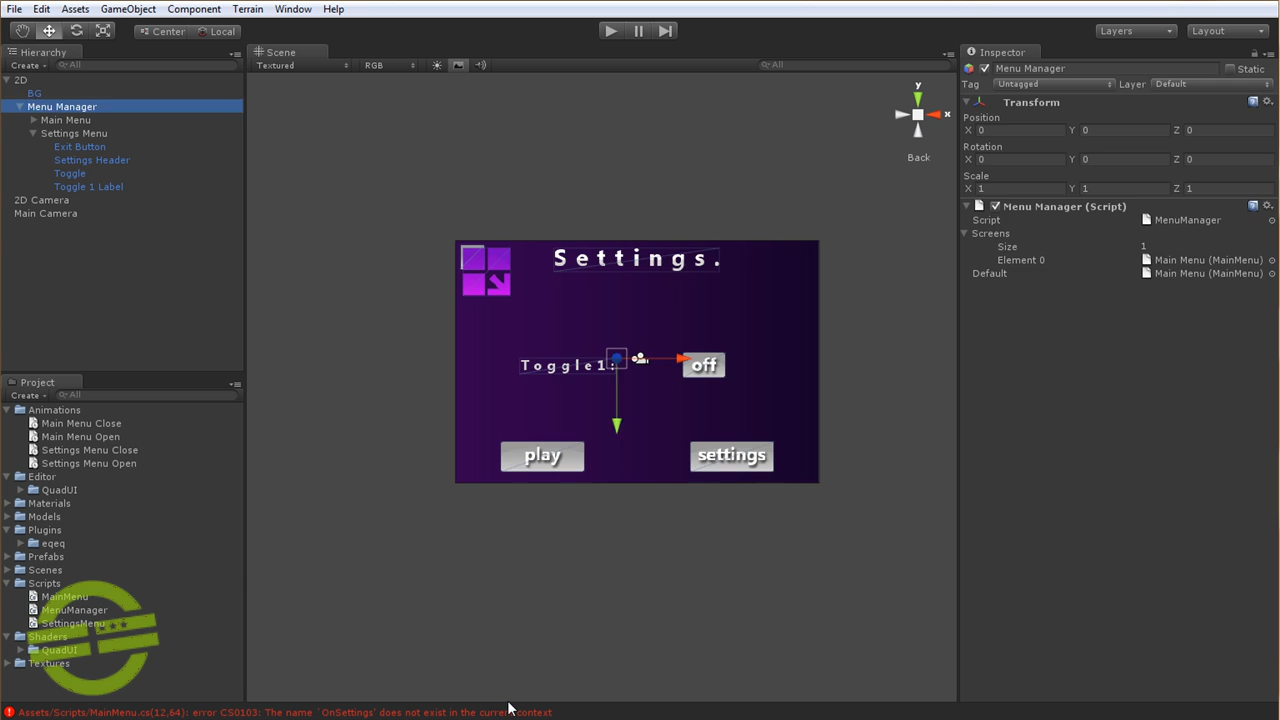 File Edit Assets GameObject Component Terrain Window Help
Center Local Layers Layout
Hierarchy
Create All
2D
BG
Menu Manager
Main Menu
Settings Menu
Exit Button
Settings Header
Toggle
Toggle 1 Label
2D Camera
Main Camera
Project
Create All
Animations
Main Menu Close
Main Menu Open
Settings Menu Close
Settings Menu Open
Editor
QuadUI
Materials
Models
Plugins
eqeq
Prefabs
Scenes
Scripts
MainMenu
MenuManager
SettingsMenu
Shaders
QuadUI
Textures
Scene
Textured RGB All
y
x
Back
Settings.
Toggle1: off
play settings
Inspector
Menu Manager Static
Tag Untagged Layer Default
Transform
Position
X 0 Y 0 Z 0
Rotation
X 0 Y 0 Z 0
Scale
X 1 Y 1 Z 1
Menu Manager (Script)
Script MenuManager
Screens
Size 1
Element 0 Main Menu (MainMenu)
Default Main Menu (MainMenu)
Assets/Scripts/MainMenu.cs(12,64): error CS0103: The name `OnSettings' does not exist in the current context